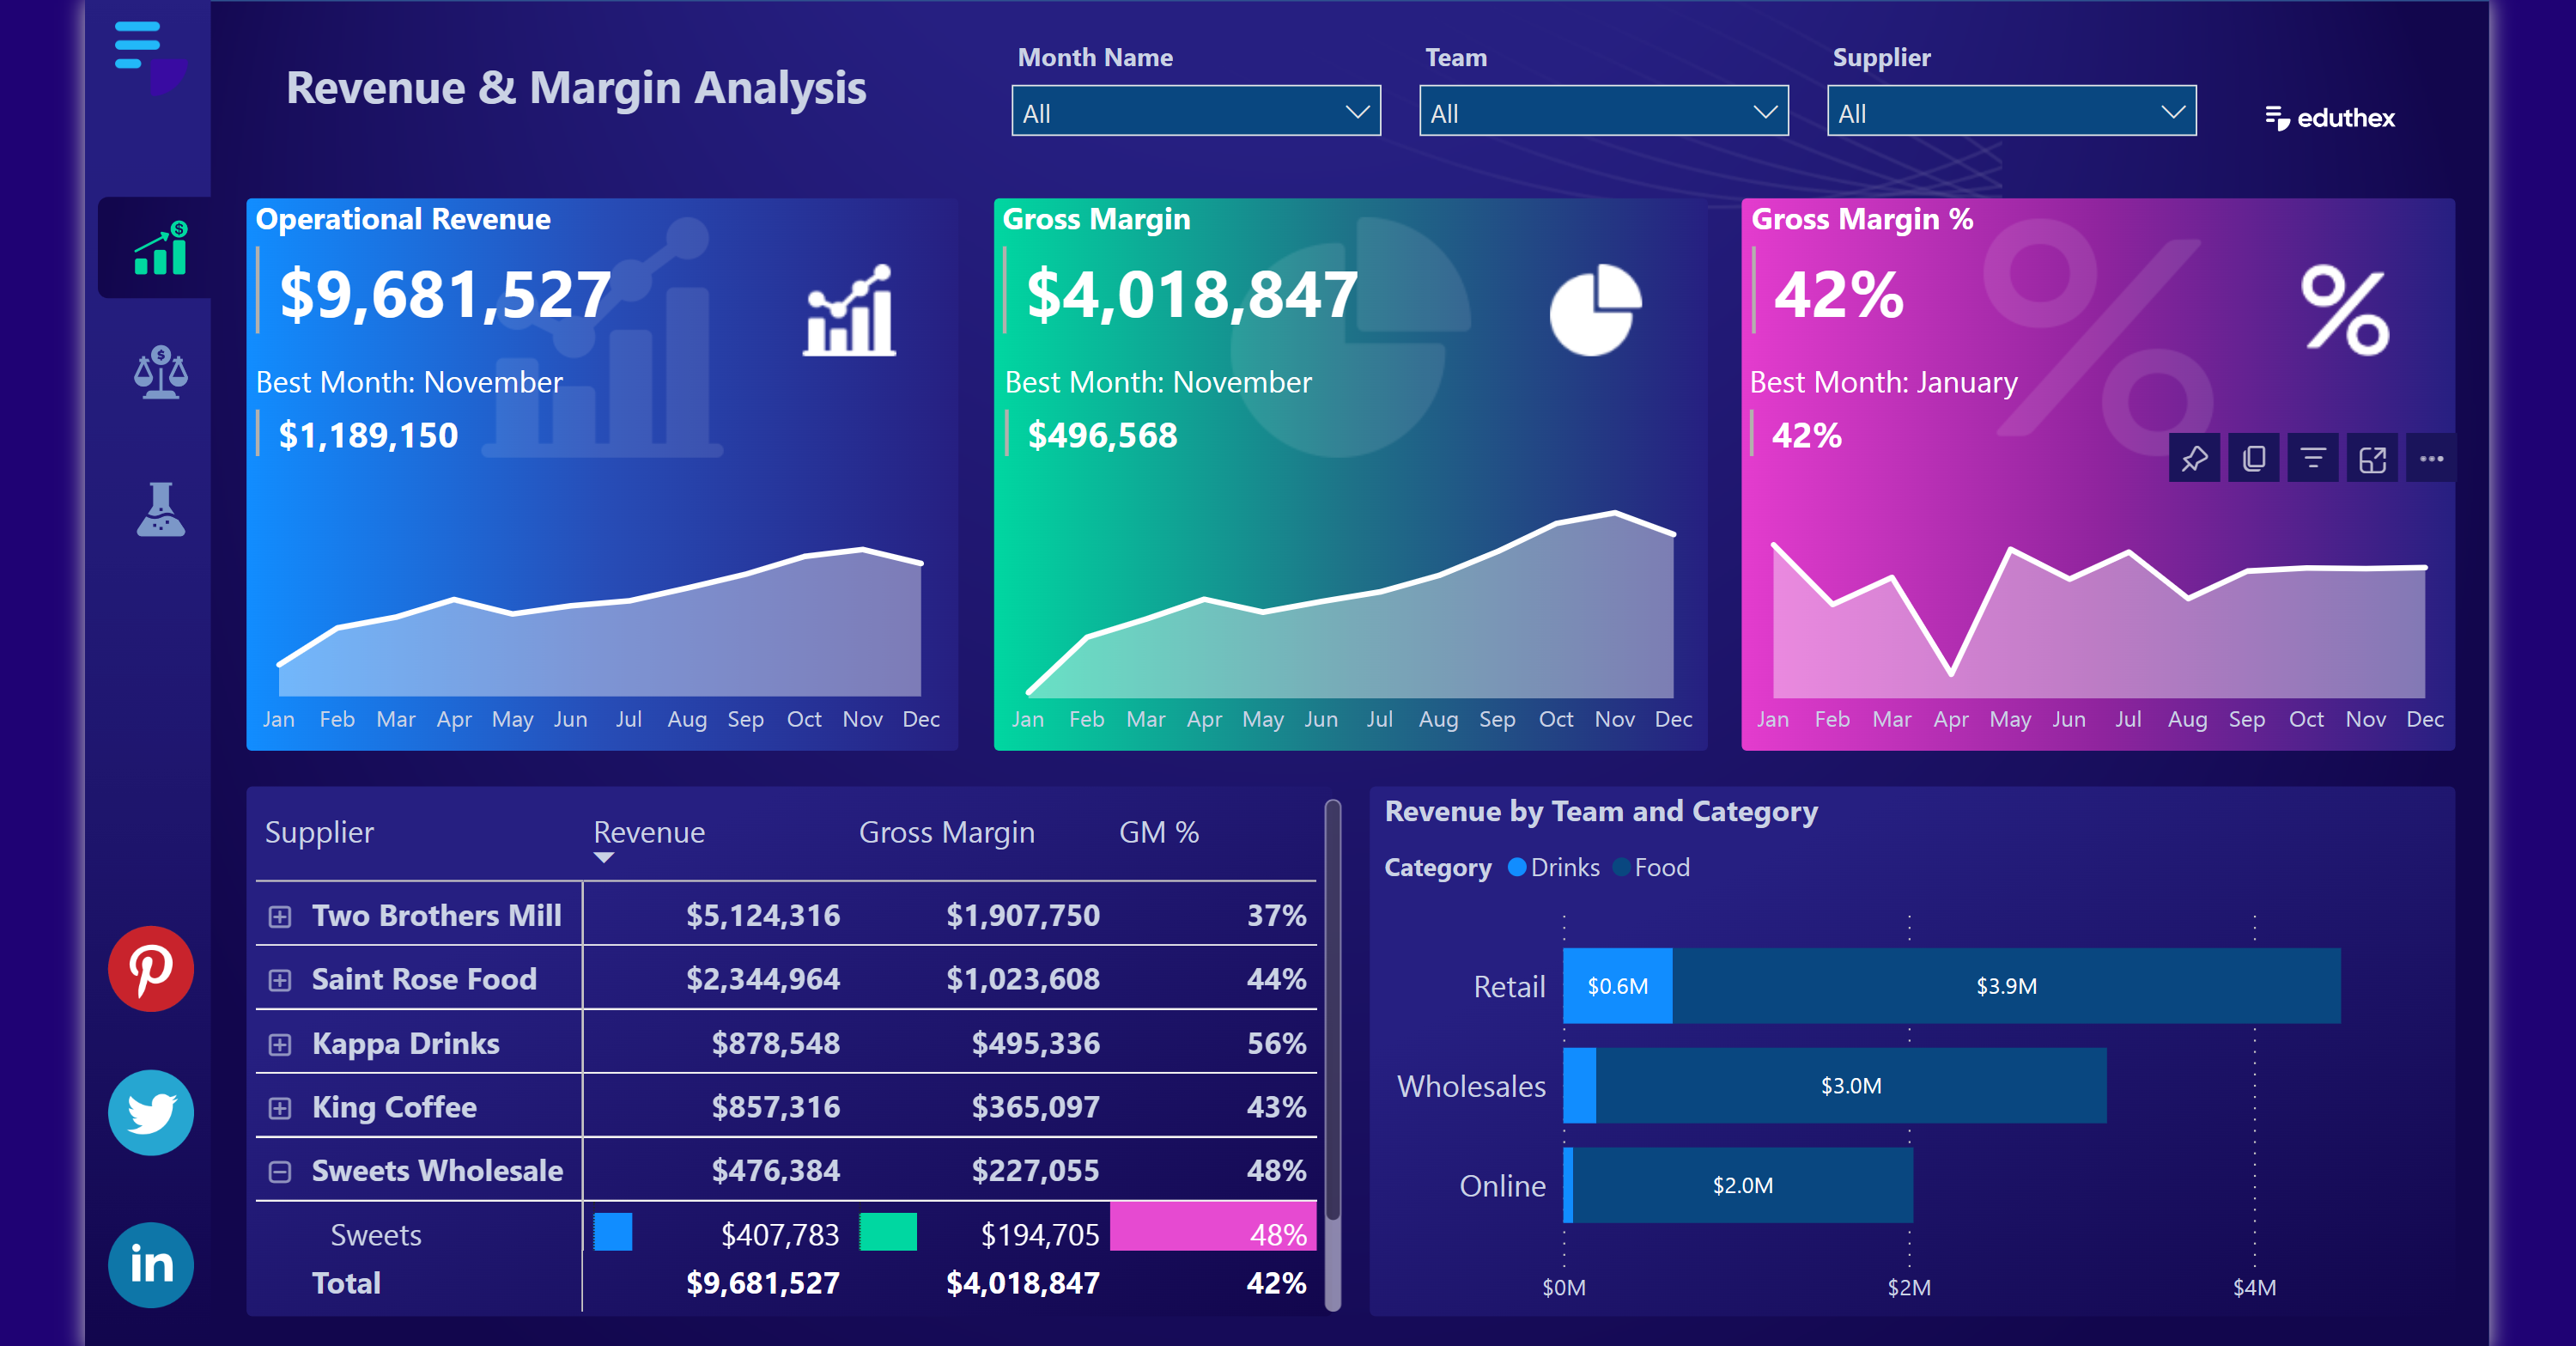 Revenue & Margin Analysis
Month Name Team Supplier
All All All
eduthex
Operational Revenue
$9,681,527
Best Month: November
$1,189,150
Jan Feb Mar Apr May Jun Jul Aug Sep Oct Nov Dec
Gross Margin
$4,018,847
Best Month: November
$496,568
Jan Feb Mar Apr May Jun Jul Aug Sep Oct Nov Dec
Gross Margin %
42%
Best Month: January
42%
Jan Feb Mar Apr May Jun Jul Aug Sep Oct Nov Dec
Supplier Revenue Gross Margin GM %
Two Brothers Mill $5,124,316 $1,907,750 37%
Saint Rose Food $2,344,964 $1,023,608 44%
Kappa Drinks $878,548 $495,336 56%
King Coffee $857,316 $365,097 43%
Sweets Wholesale $476,384 $227,055 48%
Sweets $407,783 $194,705 48%
Total $9,681,527 $4,018,847 42%
Revenue by Team and Category
Category Drinks Food
Retail $0.6M $3.9M
Wholesales $3.0M
Online $2.0M
$0M $2M $4M
in